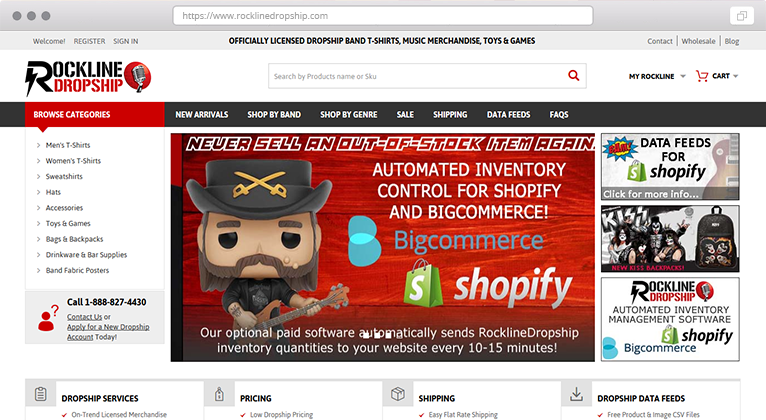 https://www.rocklinedropship.com
Welcome! REGISTER SIGN IN
OFFICIALLY LICENSED DROPSHIP BAND T-SHIRTS, MUSIC MERCHANDISE, TOYS & GAMES
Contact | Wholesale | Blog
ROCKLINE
DROPSHIP
Search by Products name or Sku
MY ROCKLINE
CART
BROWSE CATEGORIES
NEW ARRIVALS SHOP BY BAND SHOP BY GENRE SALE SHIPPING DATA FEEDS FAQS
Men's T-Shirts
Women's T-Shirts
Sweatshirts
Hats
Accessories
Toys & Games
Bags & Backpacks
Drinkware & Bar Supplies
Band Fabric Posters
Call 1-888-827-4430
Contact Us or
Apply for a New Dropship
Account Today!
NEVER SELL AN OUT-OF-STOCK ITEM AGAIN
AUTOMATED INVENTORY
CONTROL FOR SHOPIFY
AND BIGCOMMERCE!
Bigcommerce
shopify
Our optional paid software automatically sends RocklineDropship
inventory quantities to your website every 10-15 minutes!
DATA FEEDS
FOR
shopify
Click for more info...
KISS
NEW KISS BACKPACKS!
ROCKLINE
DROPSHIP
AUTOMATED INVENTORY
MANAGEMENT SOFTWARE
shopify
Bigcommerce
DROPSHIP SERVICES
On-Trend Licensed Merchandise
PRICING
Low Dropship Pricing
SHIPPING
Easy Flat Rate Shipping
DROPSHIP DATA FEEDS
Free Product & Image CSV Files